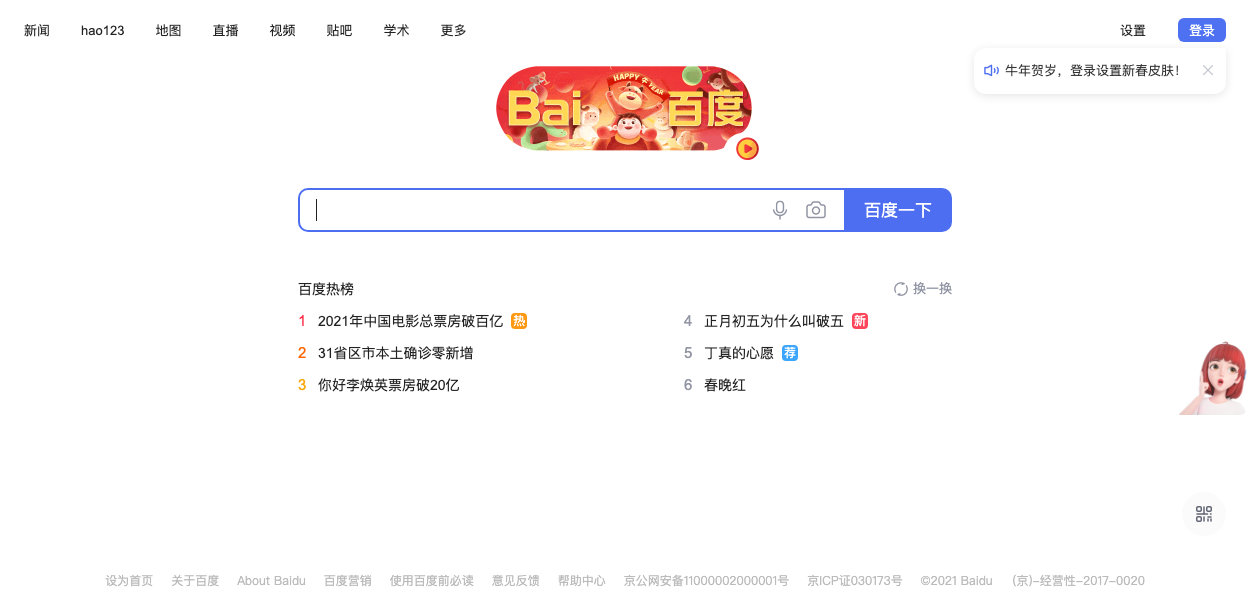 新闻 hao123 地图 直播 视频 贴吧 学术 更多 设置 登录
牛年贺岁，登录设置新春皮肤！
HAPPY 牛 YEAR
Bai 百度
百度一下
百度热榜 换一换
1 2021年中国电影总票房破百亿 热
2 31省区市本土确诊零新增
3 你好李焕英票房破20亿
4 正月初五为什么叫破五 新
5 丁真的心愿 荐
6 春晚红
设为首页 关于百度 About Baidu 百度营销 使用百度前必读 意见反馈 帮助中心 京公网安备11000002000001号 京ICP证030173号 ©2021 Baidu (京)-经营性-2017-0020